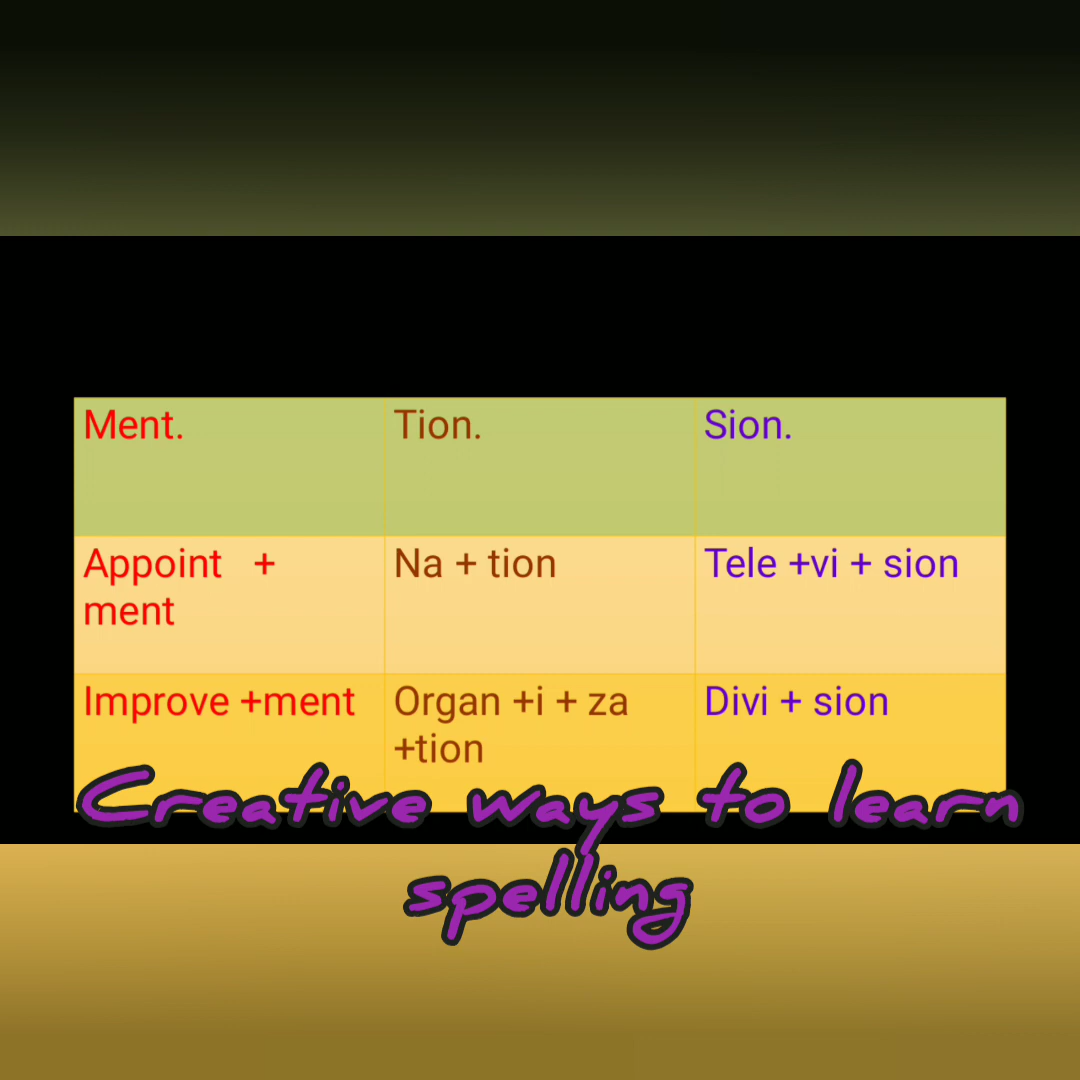 Ment. Tion. Sion.
Appoint + Na + tion Tele +vi + sion
ment
Improve +ment Organ +i + za Divi + sion
+tion
Creative ways to learn
spelling